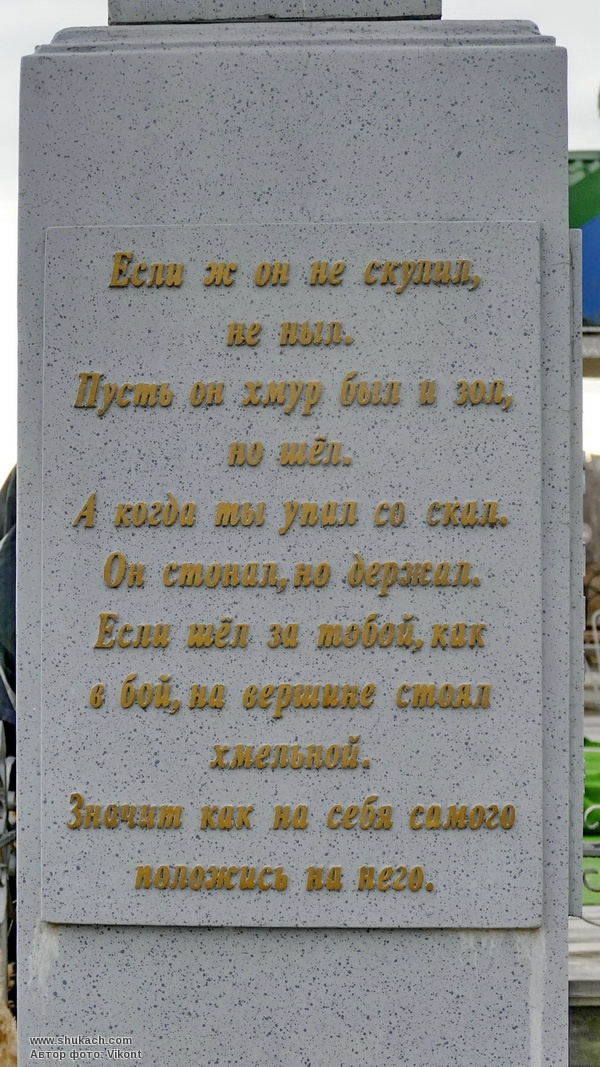 Если ж он не скулил,
не ныл.
Пусть он хмур был и зол,
но шёл.
А когда ты упал со скал.
Он стонал, но держал.
Если шёл за тобой, как
в бой, на вершине стоял
хмельной.
Значит как на себя самого
положись на него.
www.shukach.com
Автор фото: Vikont